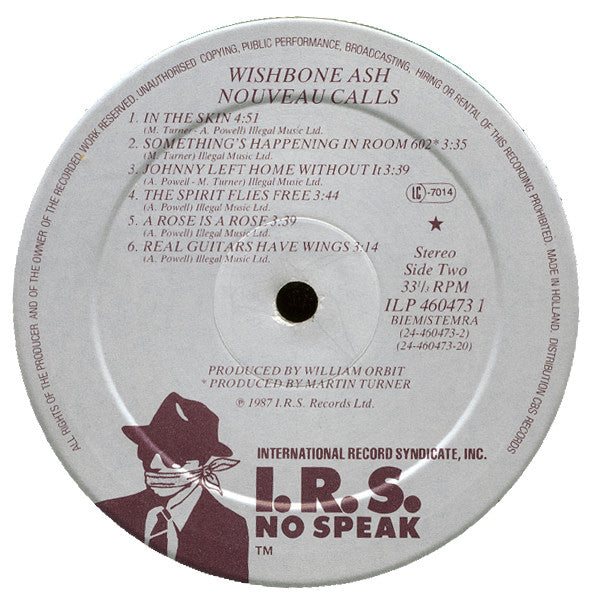 ALL RIGHTS OF THE PRODUCER AND OF THE OWNER OF THE RECORDED WORK RESERVED. UNAUTHORISED COPYING, PUBLIC PERFORMANCE, BROADCASTING, HIRING OR RENTAL OF THIS RECORDING PROHIBITED. MADE IN HOLLAND. DISTRIBUTION CBS RECORDS
WISHBONE ASH
NOUVEAU CALLS
1. IN THE SKIN 4:51
(M. Turner - A. Powell) Illegal Music Ltd.
2. SOMETHING'S HAPPENING IN ROOM 602* 3:35
(M. Turner) Illegal Music Ltd.
3. JOHNNY LEFT HOME WITHOUT It 3:39
(A. Powell - M. Turner) Illegal Music Ltd.
4. THE SPIRIT FLIES FREE 3:44
(A. Powell) Illegal Music Ltd.
5. A ROSE IS A ROSE 3:39
(A. Powell) Illegal Music Ltd.
6. REAL GUITARS HAVE WINGS 3:14
(A. Powell) Illegal Music Ltd.
LC -7014
★
Stereo
Side Two
33 1/3 RPM
ILP 460473 1
BIEM/STEMRA
(24-460473-2)
(24-460473-20)
PRODUCED BY WILLIAM ORBIT
* PRODUCED BY MARTIN TURNER
℗ 1987 I.R.S. Records Ltd.
INTERNATIONAL RECORD SYNDICATE, INC.
I.R.S.
NO SPEAK
TM